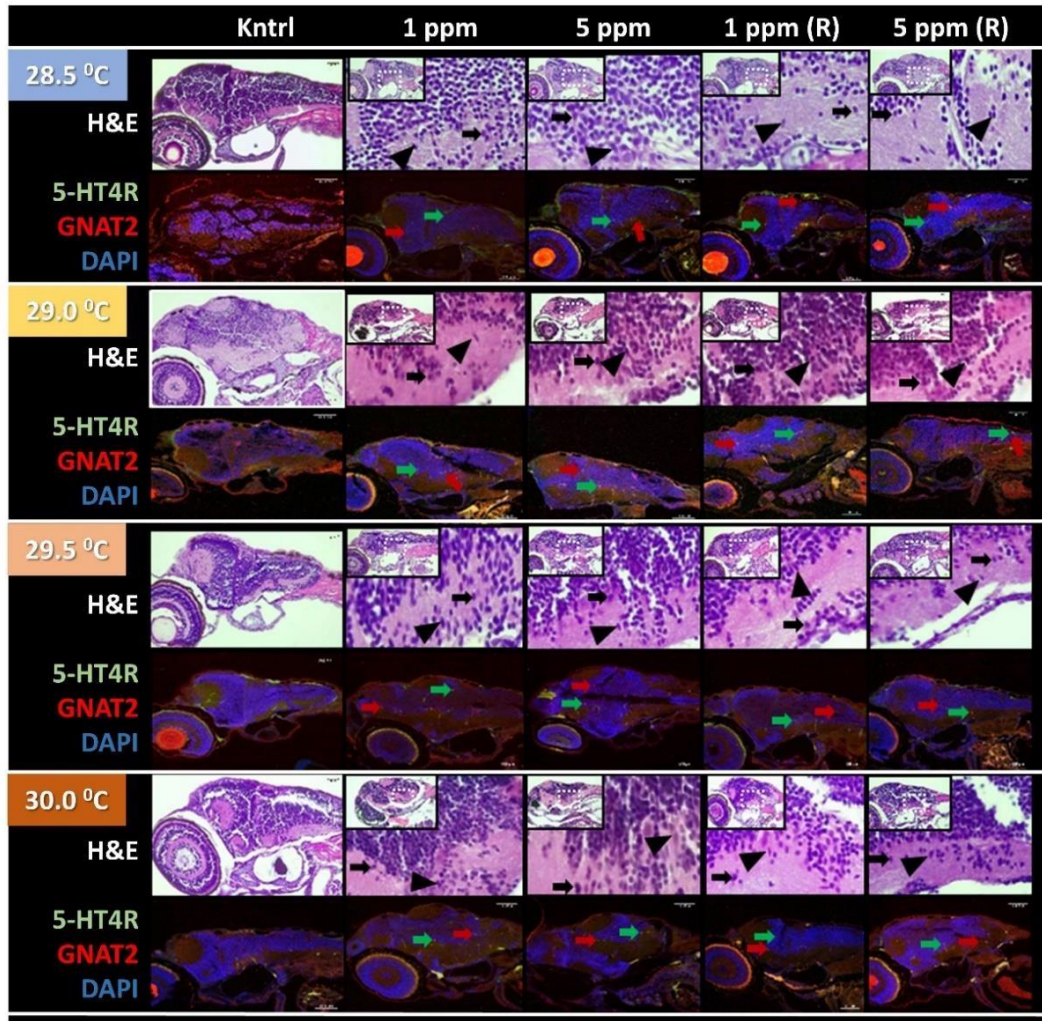 Kntrl 1 ppm 5 ppm 1 ppm (R) 5 ppm (R)
28.5 ⁰C
H&E
5-HT4R
GNAT2
DAPI
29.0 ⁰C
H&E
5-HT4R
GNAT2
DAPI
29.5 ⁰C
H&E
5-HT4R
GNAT2
DAPI
30.0 ⁰C
H&E
5-HT4R
GNAT2
DAPI